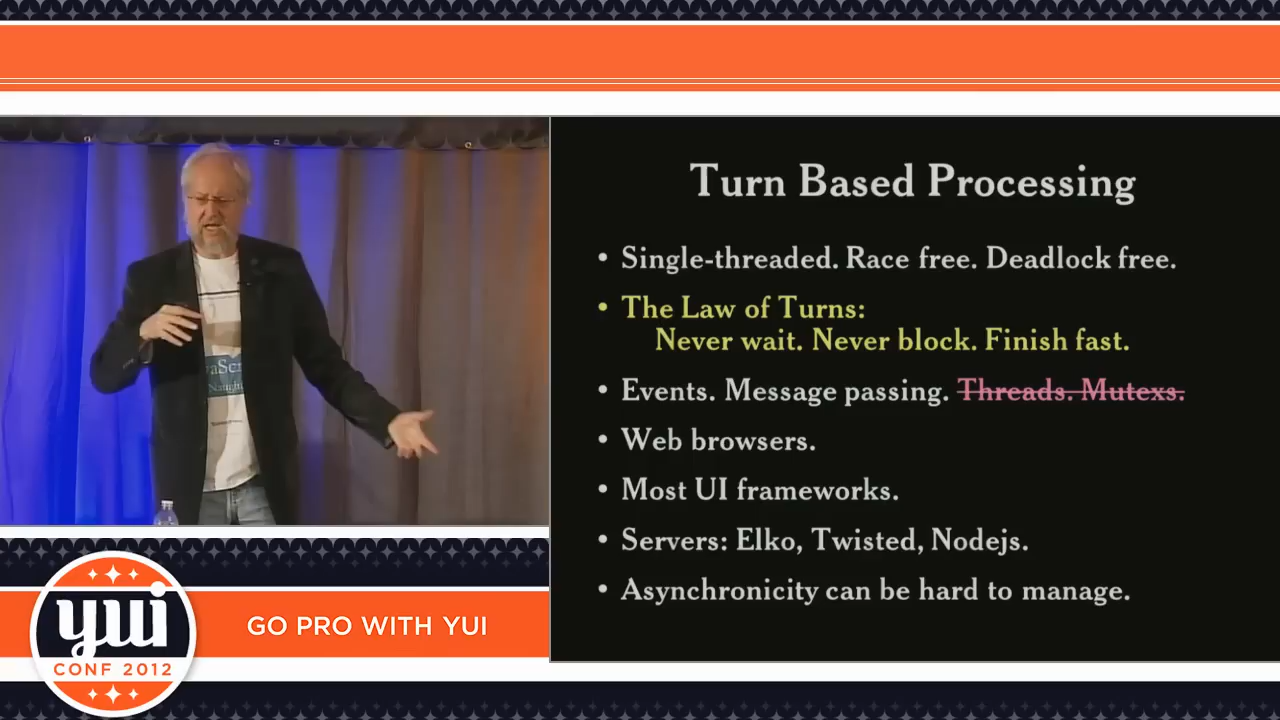 Turn Based Processing
• Single-threaded. Race free. Deadlock free.
• The Law of Turns:
Never wait. Never block. Finish fast.
• Events. Message passing. Threads. Mutexs.
• Web browsers.
• Most UI frameworks.
• Servers: Elko, Twisted, Nodejs.
• Asynchronicity can be hard to manage.
yui
CONF 2012
GO PRO WITH YUI